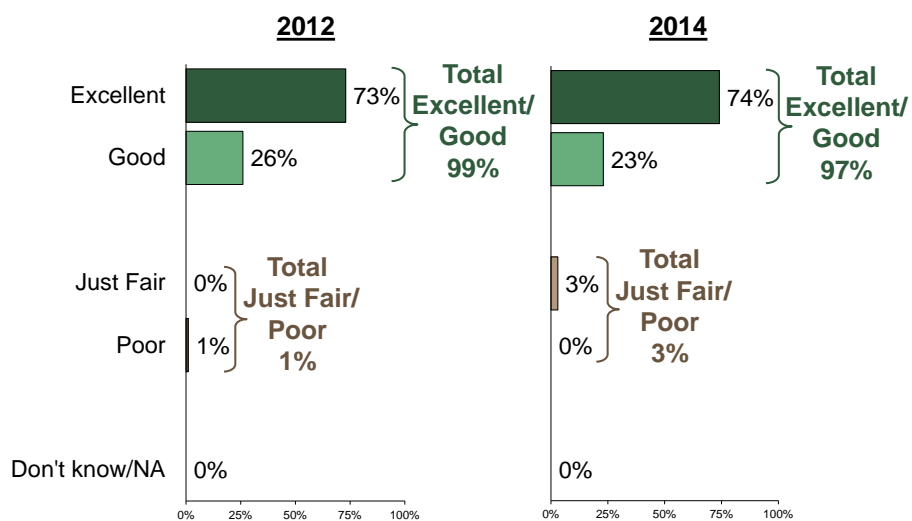 2012
Excellent
73%
Good
26%
Total
Excellent/
Good
99%
Just Fair
0%
Poor
1%
Total
Just Fair/
Poor
1%
Don't know/NA
0%
0% 25% 50% 75% 100%
2014
74%
23%
Total
Excellent/
Good
97%
3%
0%
Total
Just Fair/
Poor
3%
0%
0% 25% 50% 75% 100%